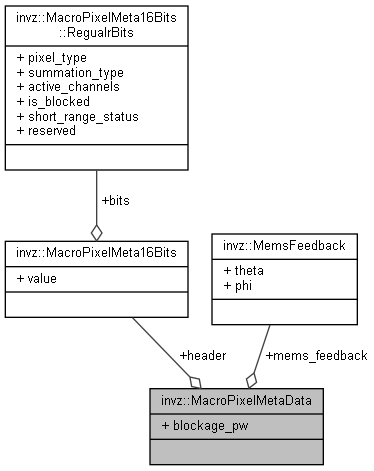 invz::MacroPixelMeta16Bits
::RegualrBits
+ pixel_type
+ summation_type
+ active_channels
+ is_blocked
+ short_range_status
+ reserved
+bits
invz::MacroPixelMeta16Bits
+ value
invz::MemsFeedback
+ theta
+ phi
+header
+mems_feedback
invz::MacroPixelMetaData
+ blockage_pw